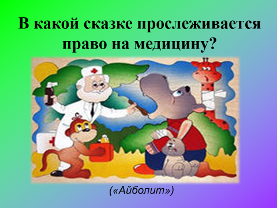 В какой сказке прослеживается
право на медицину?
(«Айболит»)